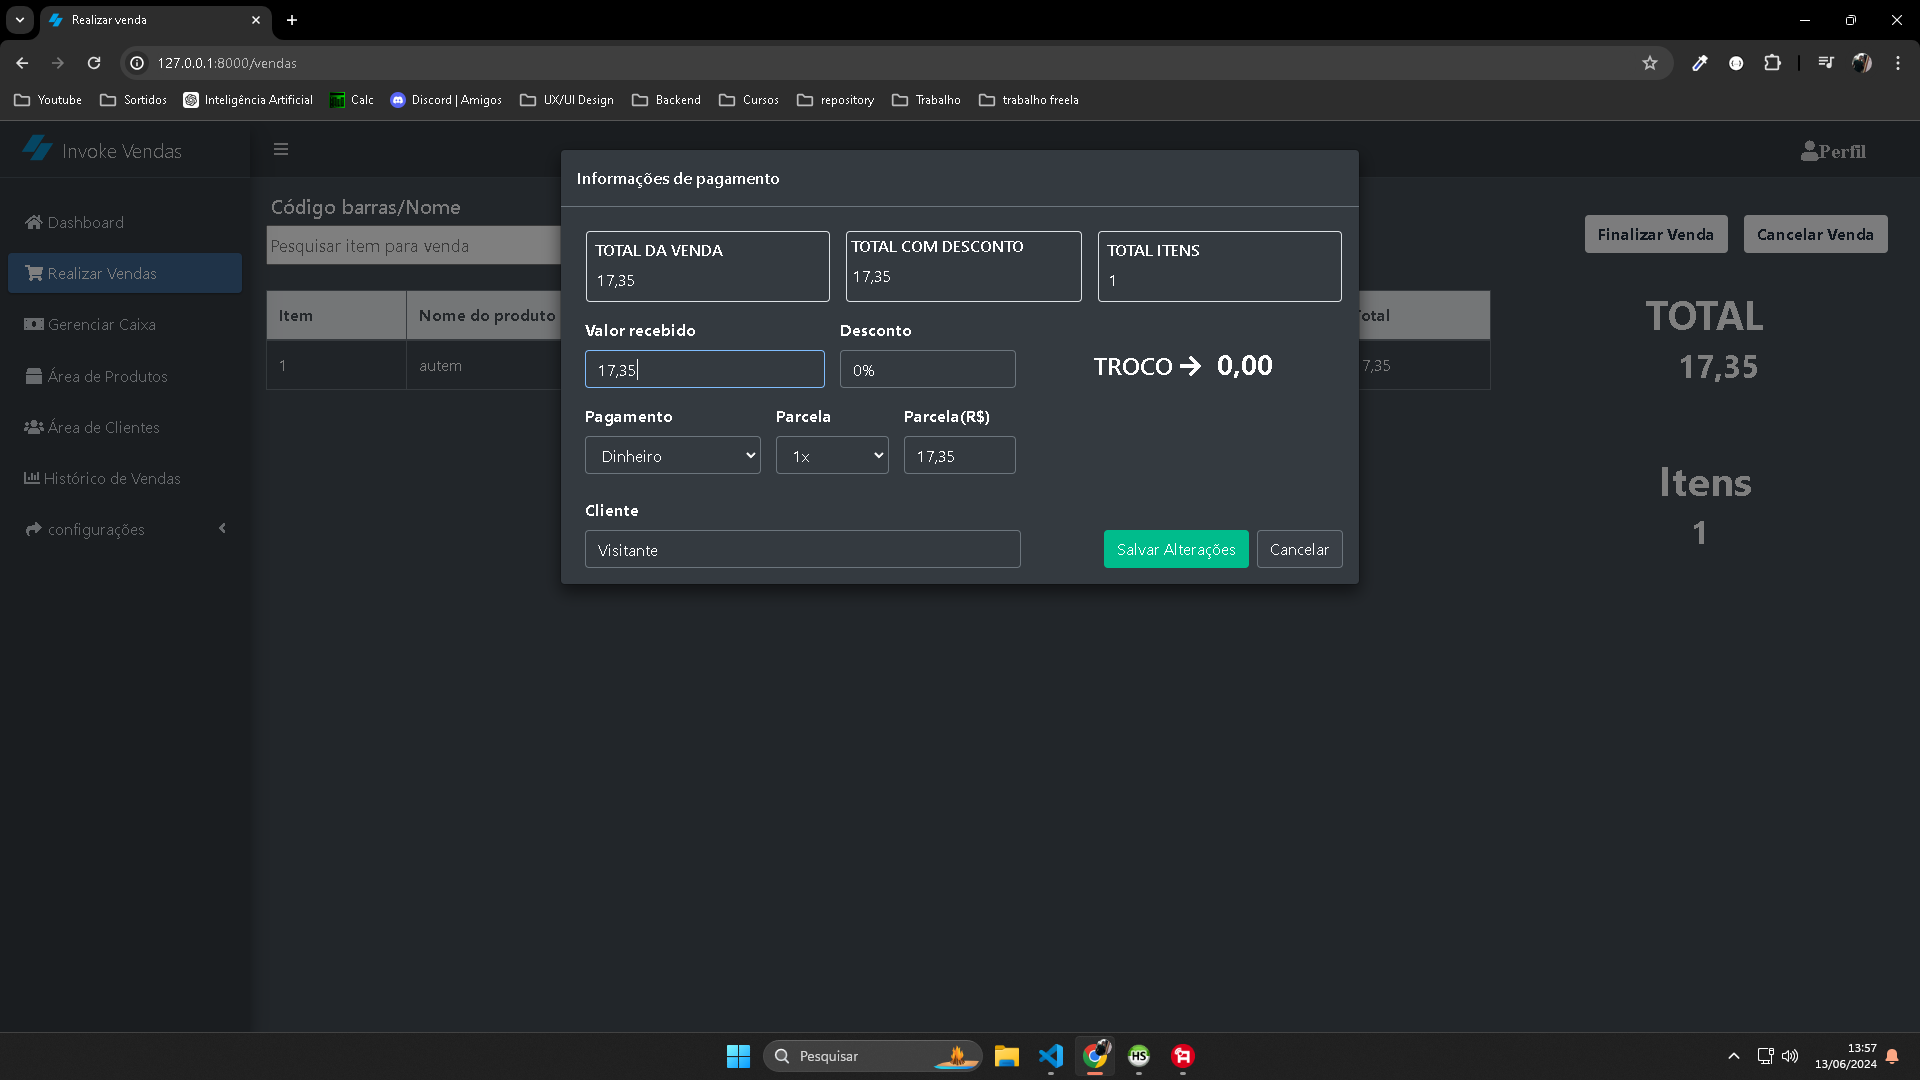 Realizar venda
127.0.0.1:8000/vendas
Youtube
Sortidos
Inteligência Artificial
Calc
Discord | Amigos
UX/UI Design
Backend
Cursos
repository
Trabalho
trabalho freela
Invoke Vendas
Perfil
Dashboard
Realizar Vendas
Gerenciar Caixa
Área de Produtos
Área de Clientes
Histórico de Vendas
configurações
Código barras/Nome
Pesquisar item para venda
Item
Nome do produto
otal
1
autem
7,35
Informações de pagamento
TOTAL DA VENDA
17,35
TOTAL COM DESCONTO
17,35
TOTAL ITENS
1
Valor recebido
17,35
Desconto
0%
TROCO → 0,00
Pagamento
Dinheiro
Parcela
1x
Parcela(R$)
17,35
Cliente
Visitante
Salvar Alterações
Cancelar
Finalizar Venda
Cancelar Venda
TOTAL
17,35
Itens
1
Pesquisar
HS
13:57
13/06/2024